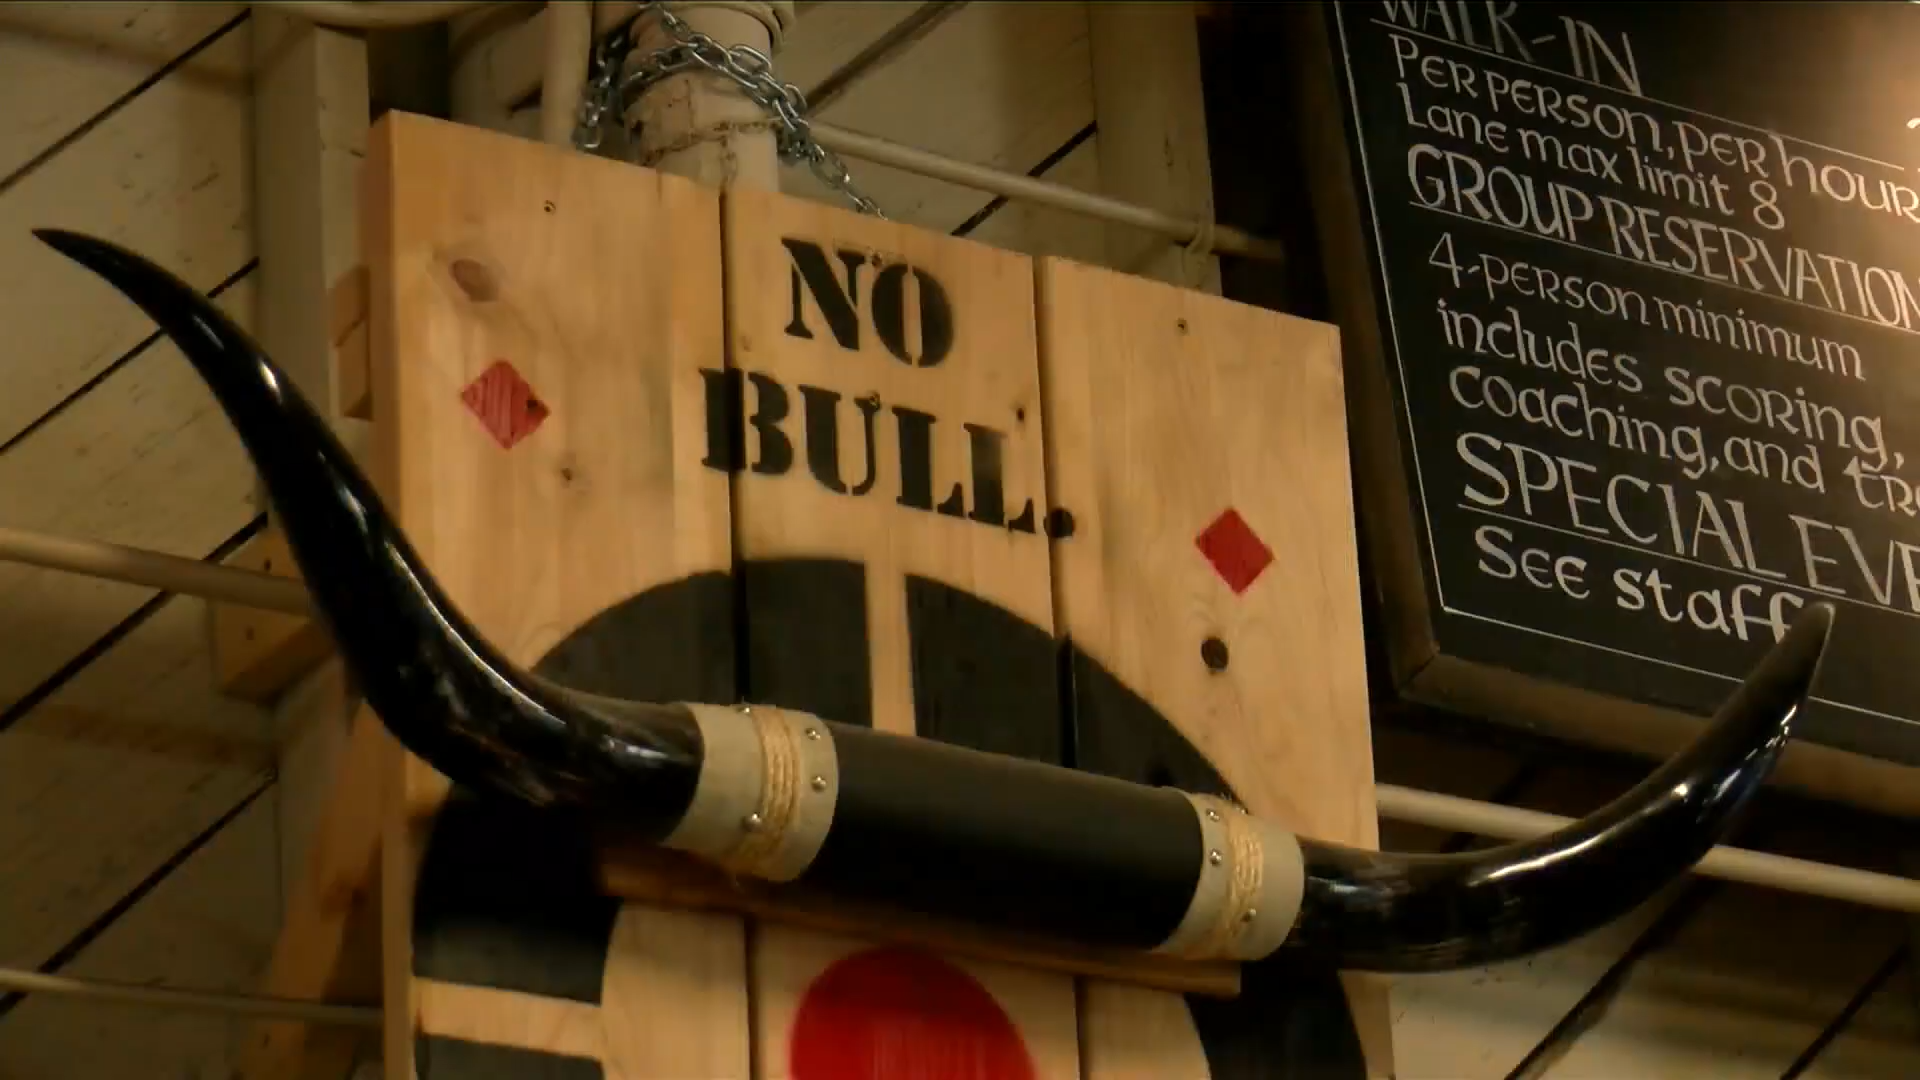 NO
BULL.
WALK-IN
PER PERSON, PER HOUR
Lane max limit 8
GROUP RESERVATION
4-PERSON minimum
includes scoring,
coaching, and
SPECIAL
See staff